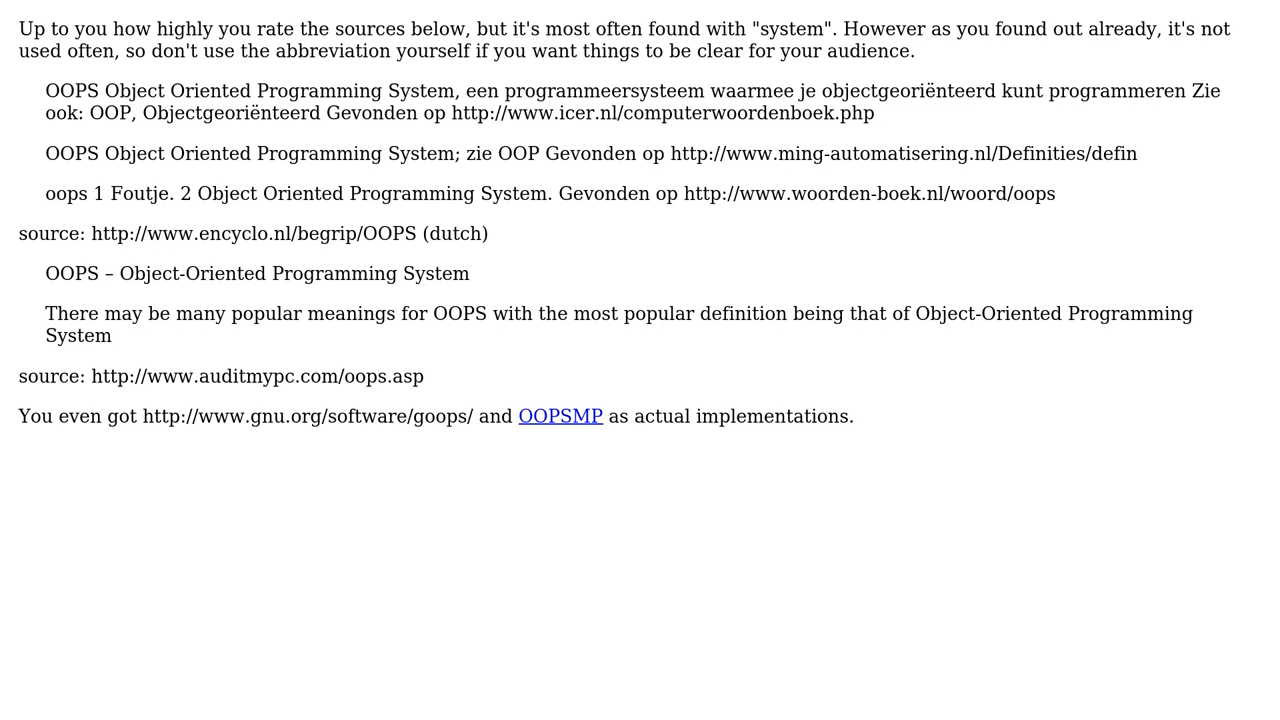 Up to you how highly you rate the sources below, but it's most often found with "system". However as you found out already, it's not
used often, so don't use the abbreviation yourself if you want things to be clear for your audience.
OOPS Object Oriented Programming System, een programmeersysteem waarmee je objectgeoriënteerd kunt programmeren Zie
ook: OOP, Objectgeoriënteerd Gevonden op http://www.icer.nl/computerwoordenboek.php
OOPS Object Oriented Programming System; zie OOP Gevonden op http://www.ming-automatisering.nl/Definities/defin
oops 1 Foutje. 2 Object Oriented Programming System. Gevonden op http://www.woorden-boek.nl/woord/oops
source: http://www.encyclo.nl/begrip/OOPS (dutch)
OOPS – Object-Oriented Programming System
There may be many popular meanings for OOPS with the most popular definition being that of Object-Oriented Programming
System
source: http://www.auditmypc.com/oops.asp
You even got http://www.gnu.org/software/goops/ and OOPSMP as actual implementations.